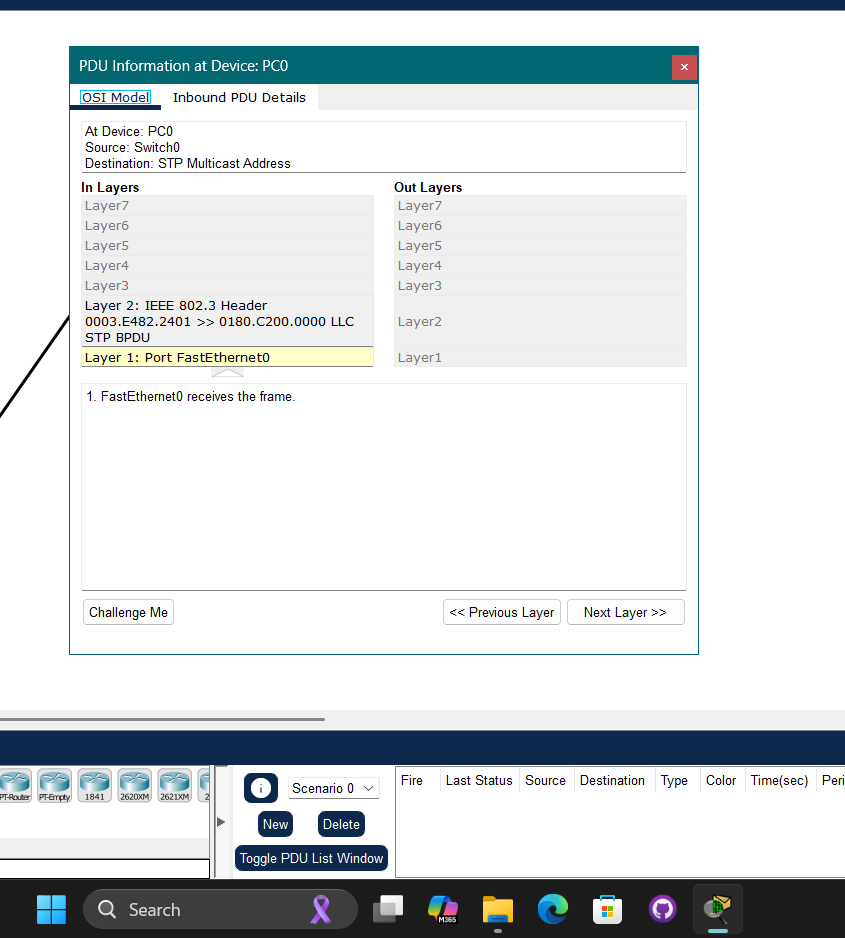 PDU Information at Device: PC0
OSI Model
Inbound PDU Details
At Device: PC0
Source: Switch0
Destination: STP Multicast Address
In Layers
Out Layers
Layer7
Layer7
Layer6
Layer6
Layer5
Layer5
Layer4
Layer4
Layer3
Layer3
Layer 2: IEEE 802.3 Header
0003.E482.2401 >> 0180.C200.0000 LLC
STP BPDU
Layer2
Layer 1: Port FastEthernet0
Layer1
1. FastEthernet0 receives the frame.
Challenge Me
<< Previous Layer
Next Layer >>
PT-Router
PT-Empty
1841
2620XM
2621XM
2
Scenario 0
New
Delete
Toggle PDU List Window
Fire
Last Status
Source
Destination
Type
Color
Time(sec)
Peri
Search
M365